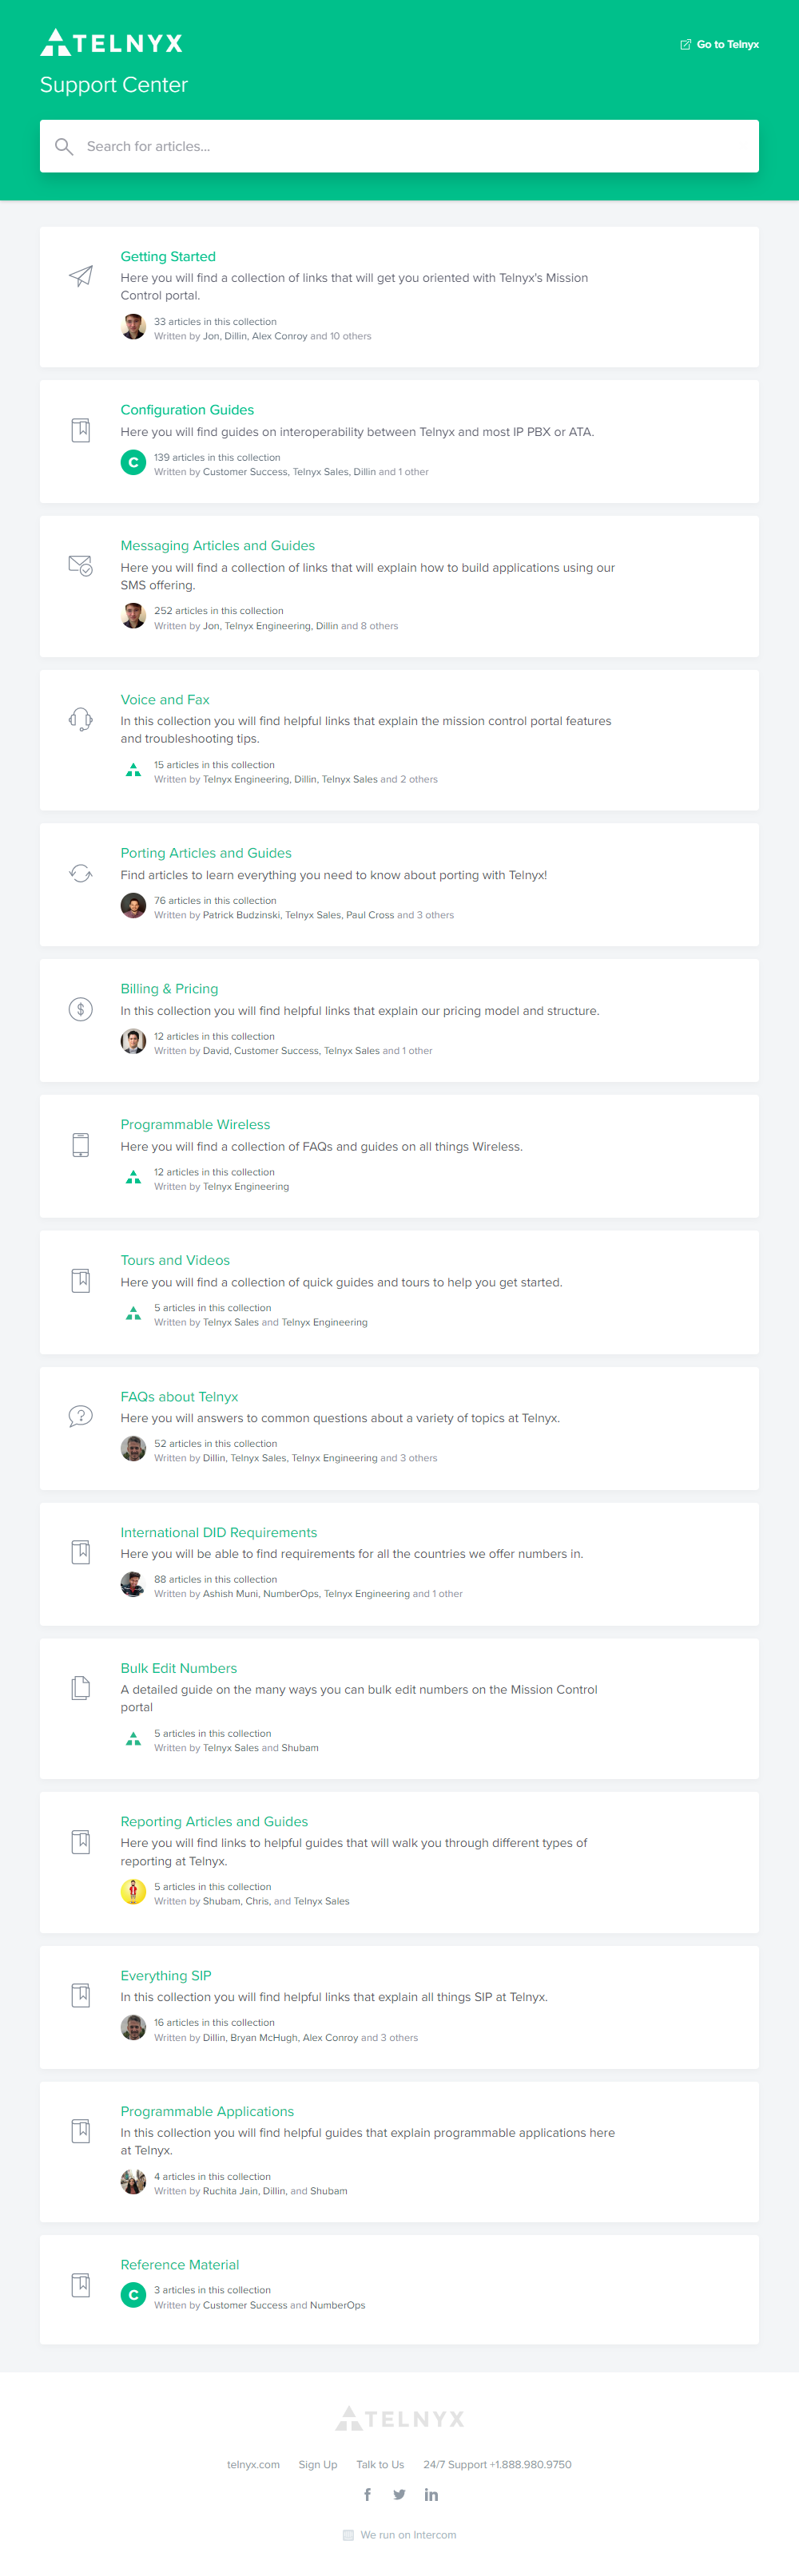 TELNYX
Go to Telnyx
Support Center
Search for articles...
Getting Started
Here you will find a collection of links that will get you oriented with Telnyx's Mission
Control portal.
33 articles in this collection
Written by Jon, Dillin, Alex Conroy and 10 others
Configuration Guides
Here you will find guides on interoperability between Telnyx and most IP PBX or ATA.
C
139 articles in this collection
Written by Customer Success, Telnyx Sales, Dillin and 1 other
Messaging Articles and Guides
Here you will find a collection of links that will explain how to build applications using our
SMS offering.
252 articles in this collection
Written by Jon, Telnyx Engineering, Dillin and 8 others
Voice and Fax
In this collection you will find helpful links that explain the mission control portal features
and troubleshooting tips.
15 articles in this collection
Written by Telnyx Engineering, Dillin, Telnyx Sales and 2 others
Porting Articles and Guides
Find articles to learn everything you need to know about porting with Telnyx!
76 articles in this collection
Written by Patrick Budzinski, Telnyx Sales, Paul Cross and 3 others
Billing & Pricing
In this collection you will find helpful links that explain our pricing model and structure.
12 articles in this collection
Written by David, Customer Success, Telnyx Sales and 1 other
Programmable Wireless
Here you will find a collection of FAQs and guides on all things Wireless.
12 articles in this collection
Written by Telnyx Engineering
Tours and Videos
Here you will find a collection of quick guides and tours to help you get started.
5 articles in this collection
Written by Telnyx Sales and Telnyx Engineering
FAQs about Telnyx
Here you will answers to common questions about a variety of topics at Telnyx.
52 articles in this collection
Written by Dillin, Telnyx Sales, Telnyx Engineering and 3 others
International DID Requirements
Here you will be able to find requirements for all the countries we offer numbers in.
88 articles in this collection
Written by Ashish Muni, NumberOps, Telnyx Engineering and 1 other
Bulk Edit Numbers
A detailed guide on the many ways you can bulk edit numbers on the Mission Control
portal
5 articles in this collection
Written by Telnyx Sales and Shubam
Reporting Articles and Guides
Here you will find links to helpful guides that will walk you through different types of
reporting at Telnyx.
5 articles in this collection
Written by Shubam, Chris, and Telnyx Sales
Everything SIP
In this collection you will find helpful links that explain all things SIP at Telnyx.
16 articles in this collection
Written by Dillin, Bryan McHugh, Alex Conroy and 3 others
Programmable Applications
In this collection you will find helpful guides that explain programmable applications here
at Telnyx.
4 articles in this collection
Written by Ruchita Jain, Dillin, and Shubam
Reference Material
C
3 articles in this collection
Written by Customer Success and NumberOps
TELNYX
telnyx.com Sign Up Talk to Us 24/7 Support +1.888.980.9750
We run on Intercom